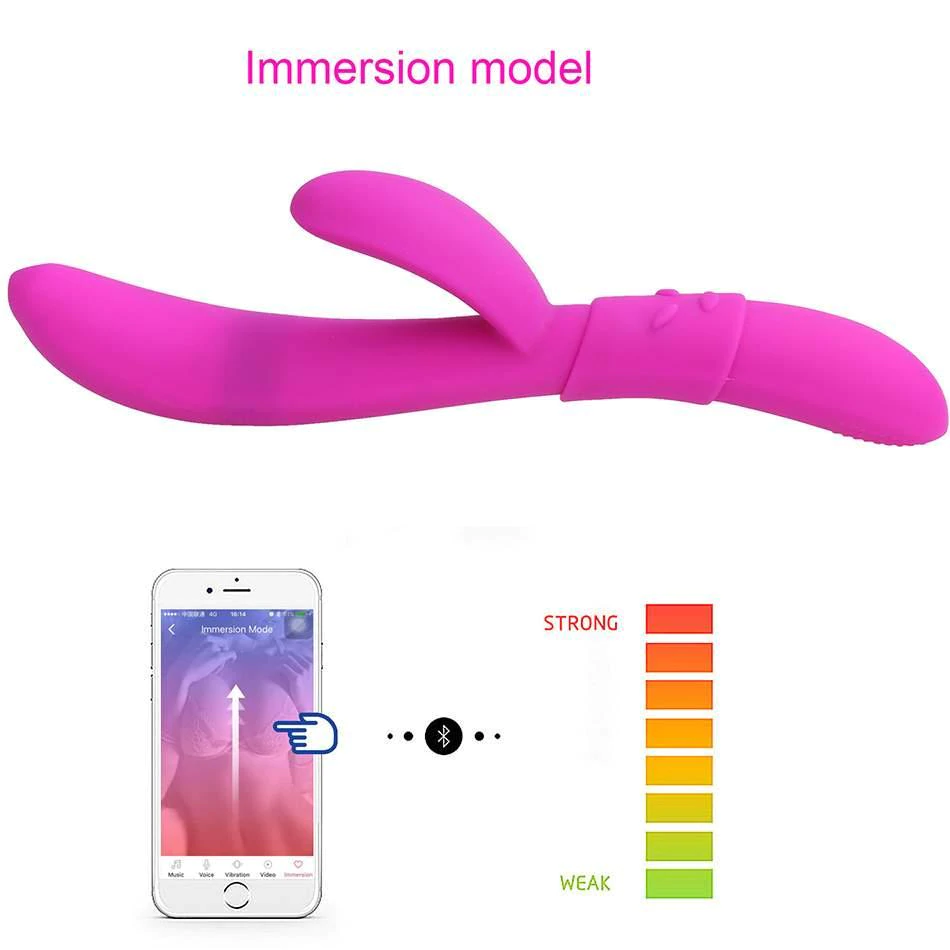 Immersion model
中国联通 4G 16:14
Immersion Mode
STRONG
Music Voice Vibration Video Immersion
WEAK